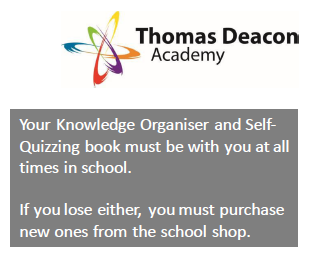 Thomas Deacon
Academy
Your Knowledge Organiser and Self-
Quizzing book must be with you at all
times in school.
If you lose either, you must purchase
new ones from the school shop.